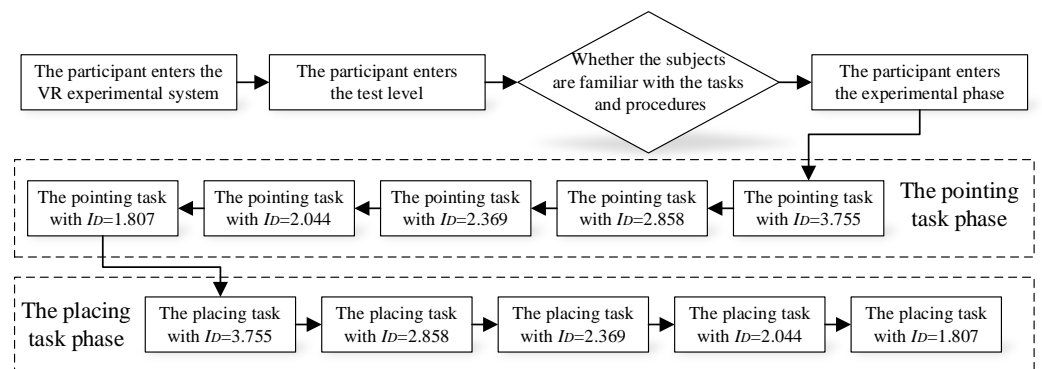 The participant enters the
VR experimental system
The participant enters
the test level
Whether the subjects
are familiar with the tasks
and procedures
The participant enters
the experimental phase
The pointing task
with ID=1.807
The pointing task
with ID=2.044
The pointing task
with ID=2.369
The pointing task
with ID=2.858
The pointing task
with ID=3.755
The pointing
task phase
The placing
task phase
The placing task
with ID=3.755
The placing task
with ID=2.858
The placing task
with ID=2.369
The placing task
with ID=2.044
The placing task
with ID=1.807